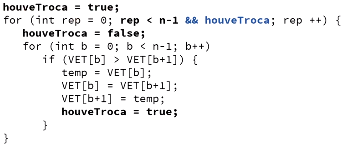 houveTroca = true;
for (int rep = 0; rep < n-1 && houveTroca; rep ++) {
houveTroca = false;
for (int b = 0; b < n-1; b++)
if (VET[b] > VET[b+1]) {
temp = VET[b];
VET[b] = VET[b+1];
VET[b+1] = temp;
houveTroca = true;
}
}